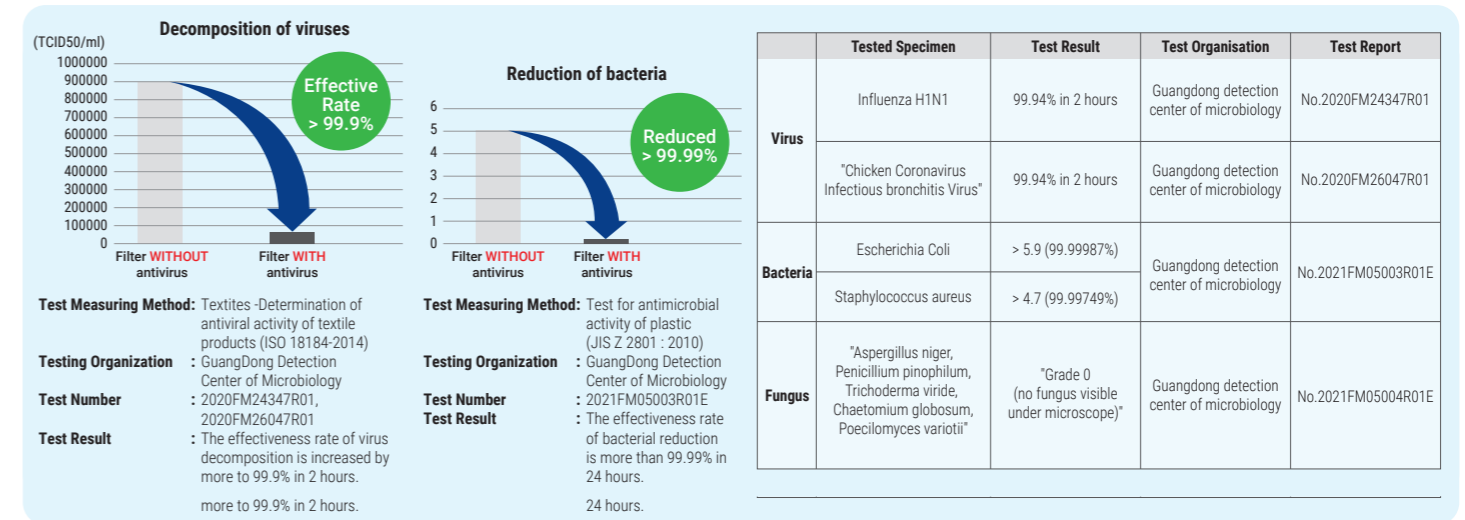 Decomposition of viruses
(TCID50/ml)
1000000
900000
800000
700000
600000
500000
400000
300000
200000
100000
0
Effective
Rate
> 99.9%
Filter WITHOUT
antivirus
Filter WITH
antivirus
Test Measuring Method: Textites -Determination of
antiviral activity of textile
products (ISO 18184-2014)
Testing Organization : GuangDong Detection
Center of Microbiology
Test Number : 2020FM24347R01,
2020FM26047R01
Test Result : The effectiveness rate of virus
decomposition is increased by
more to 99.9% in 2 hours.
more to 99.9% in 2 hours.
Reduction of bacteria
6
5
4
3
2
1
0
Reduced
> 99.99%
Filter WITHOUT
antivirus
Filter WITH
antivirus
Test Measuring Method: Test for antimicrobial
activity of plastic
(JIS Z 2801 : 2010)
Testing Organization : GuangDong Detection
Center of Microbiology
Test Number : 2021FM05003R01E
Test Result : The effectiveness rate
of bacterial reduction
is more than 99.99% in
24 hours.
24 hours.
Tested Specimen Test Result Test Organisation Test Report
Virus
Influenza H1N1
99.94% in 2 hours
Guangdong detection
center of microbiology
No.2020FM24347R01
"Chicken Coronavirus
Infectious bronchitis Virus"
99.94% in 2 hours
Guangdong detection
center of microbiology
No.2020FM26047R01
Bacteria
Escherichia Coli
> 5.9 (99.99987%)
Staphylococcus aureus
> 4.7 (99.99749%)
Guangdong detection
center of microbiology
No.2021FM05003R01E
Fungus
"Aspergillus niger,
Penicillium pinophilum,
Trichoderma viride,
Chaetomium globosum,
Poecilomyces variotii"
"Grade 0
(no fungus visible
under microscope)"
Guangdong detection
center of microbiology
No.2021FM05004R01E